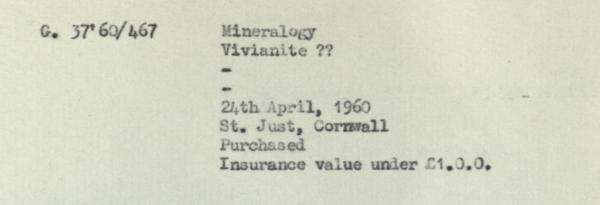 G. 37'60/467 Mineralogy
Vivianite ??
-
-
24th April, 1960
St. Just, Cornwall
Purchased
Insurance value under £1.0.0.